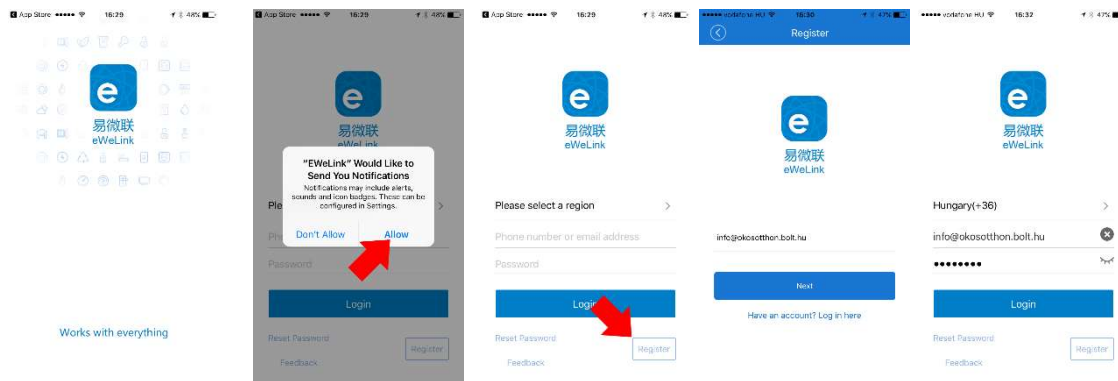 App Store
16:29
48%
e
易微联
eWeLink
Works with everything
App Store
16:29
48%
e
易微联
eWeLink
"EWeLink" Would Like to
Send You Notifications
Notifications may include alerts,
sounds and icon badges. These can be
configured in Settings.
Don't Allow
Allow
Password
Login
Reset Password
Register
Feedback
App Store
16:29
48%
e
易微联
eWeLink
Please select a region
Phone number or email address
Password
Login
Reset Password
Register
Feedback
vodafone HU
16:30
47%
Register
e
易微联
eWeLink
info@okosotthon.bolt.hu
Next
Have an account? Log in here
vodafone HU
16:32
47%
e
易微联
eWeLink
Hungary(+36)
info@okosotthon.bolt.hu
Login
Reset Password
Register
Feedback